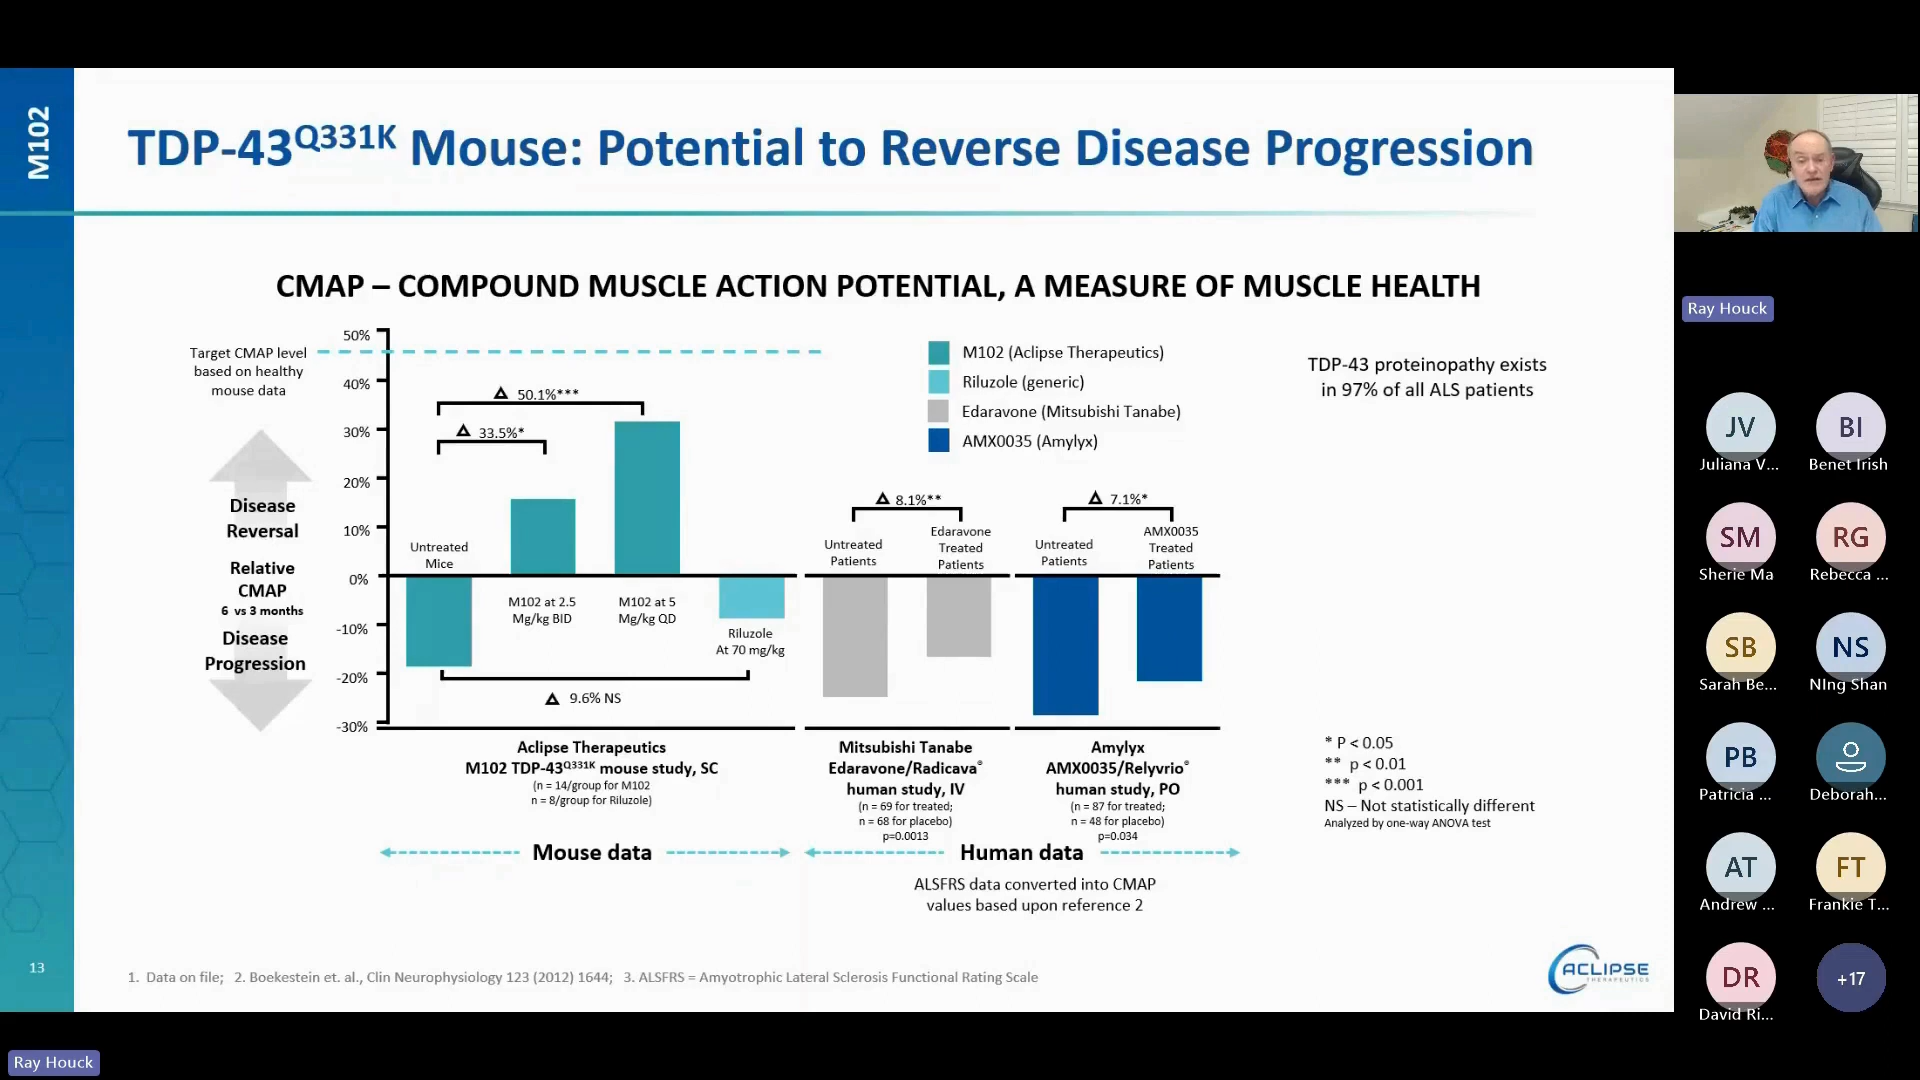 M102
TDP-43Q331K Mouse: Potential to Reverse Disease Progression
CMAP – COMPOUND MUSCLE ACTION POTENTIAL, A MEASURE OF MUSCLE HEALTH
Target CMAP level
based on healthy
mouse data
50%
40%
30%
20%
10%
0%
-10%
-20%
-30%
Disease
Reversal
Relative
CMAP
6 vs 3 months
Disease
Progression
Δ 50.1%***
Δ 33.5%*
Untreated
Mice
M102 at 2.5
Mg/kg BID
M102 at 5
Mg/kg QD
Riluzole
At 70 mg/kg
Δ 9.6% NS
M102 (Aclipse Therapeutics)
Riluzole (generic)
Edaravone (Mitsubishi Tanabe)
AMX0035 (Amylyx)
Δ 8.1%**
Untreated
Patients
Edaravone
Treated
Patients
Δ 7.1%*
Untreated
Patients
AMX0035
Treated
Patients
TDP-43 proteinopathy exists
in 97% of all ALS patients
Aclipse Therapeutics
M102 TDP-43Q331K mouse study, SC
(n = 14/group for M102
n = 8/group for Riluzole)
Mitsubishi Tanabe
Edaravone/Radicava®
human study, IV
(n = 69 for treated;
n = 68 for placebo)
p=0.0013
Amylyx
AMX0035/Relyvrio®
human study, PO
(n = 87 for treated;
n = 48 for placebo)
p=0.034
* P < 0.05
** p < 0.01
*** p < 0.001
NS – Not statistically different
Analyzed by one-way ANOVA test
Mouse data
Human data
ALSFRS data converted into CMAP
values based upon reference 2
13
1. Data on file; 2. Boekestein et. al., Clin Neurophysiology 123 (2012) 1644; 3. ALSFRS = Amyotrophic Lateral Sclerosis Functional Rating Scale
ACLIPSE
THERAPEUTICS
Ray Houck
JV
Juliana V...
BI
Benet Irish
SM
Sherie Ma
RG
Rebecca ...
SB
Sarah Be...
NS
NIng Shan
PB
Patricia ...
Deborah...
AT
Andrew ...
FT
Frankie T...
DR
David Ri...
+17
Ray Houck